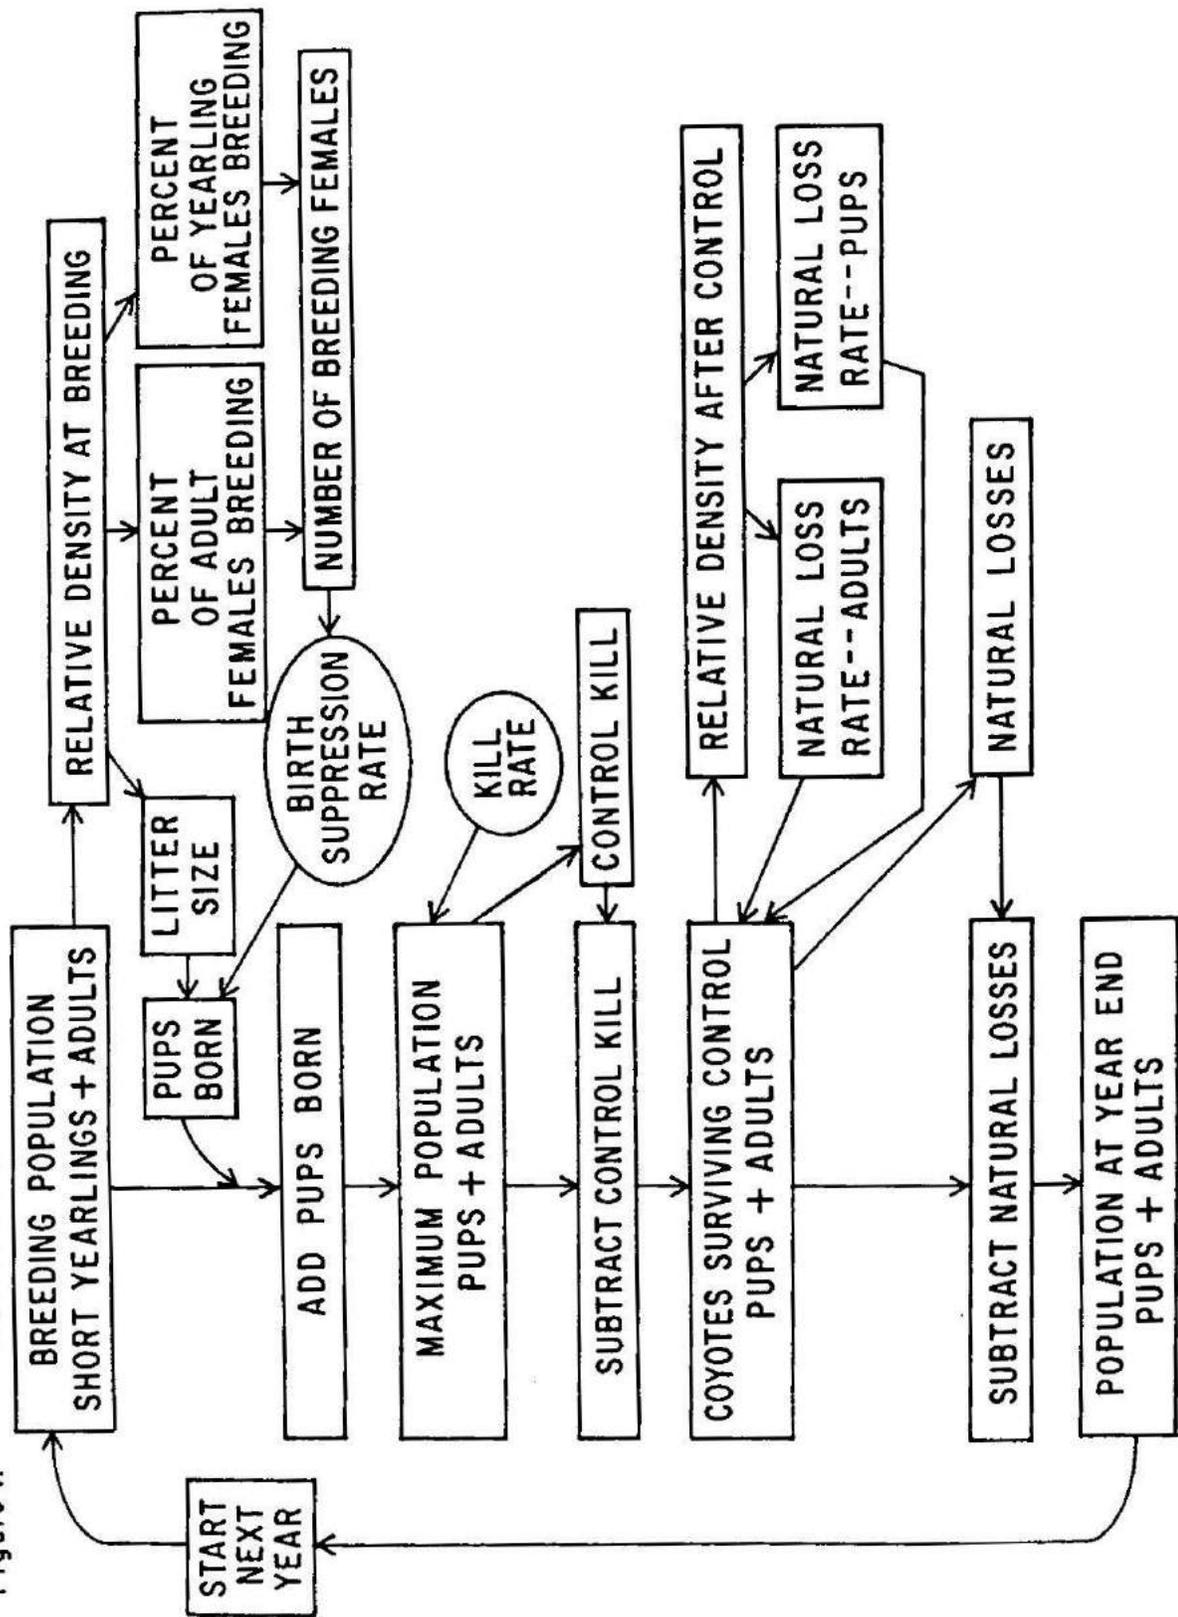 BREEDING POPULATION
SHORT YEARLINGS + ADULTS
RELATIVE DENSITY AT BREEDING
LITTER
SIZE
PERCENT
OF ADULT
FEMALES BREEDING
PERCENT
OF YEARLING
FEMALES BREEDING
NUMBER OF BREEDING FEMALES
BIRTH
SUPPRESSION
RATE
PUPS
BORN
ADD PUPS BORN
MAXIMUM POPULATION
PUPS + ADULTS
KILL
RATE
CONTROL KILL
SUBTRACT CONTROL KILL
COYOTES SURVIVING CONTROL
PUPS + ADULTS
RELATIVE DENSITY AFTER CONTROL
NATURAL LOSS
RATE--ADULTS
NATURAL LOSS
RATE--PUPS
NATURAL LOSSES
SUBTRACT NATURAL LOSSES
POPULATION AT YEAR END
PUPS + ADULTS
START
NEXT
YEAR